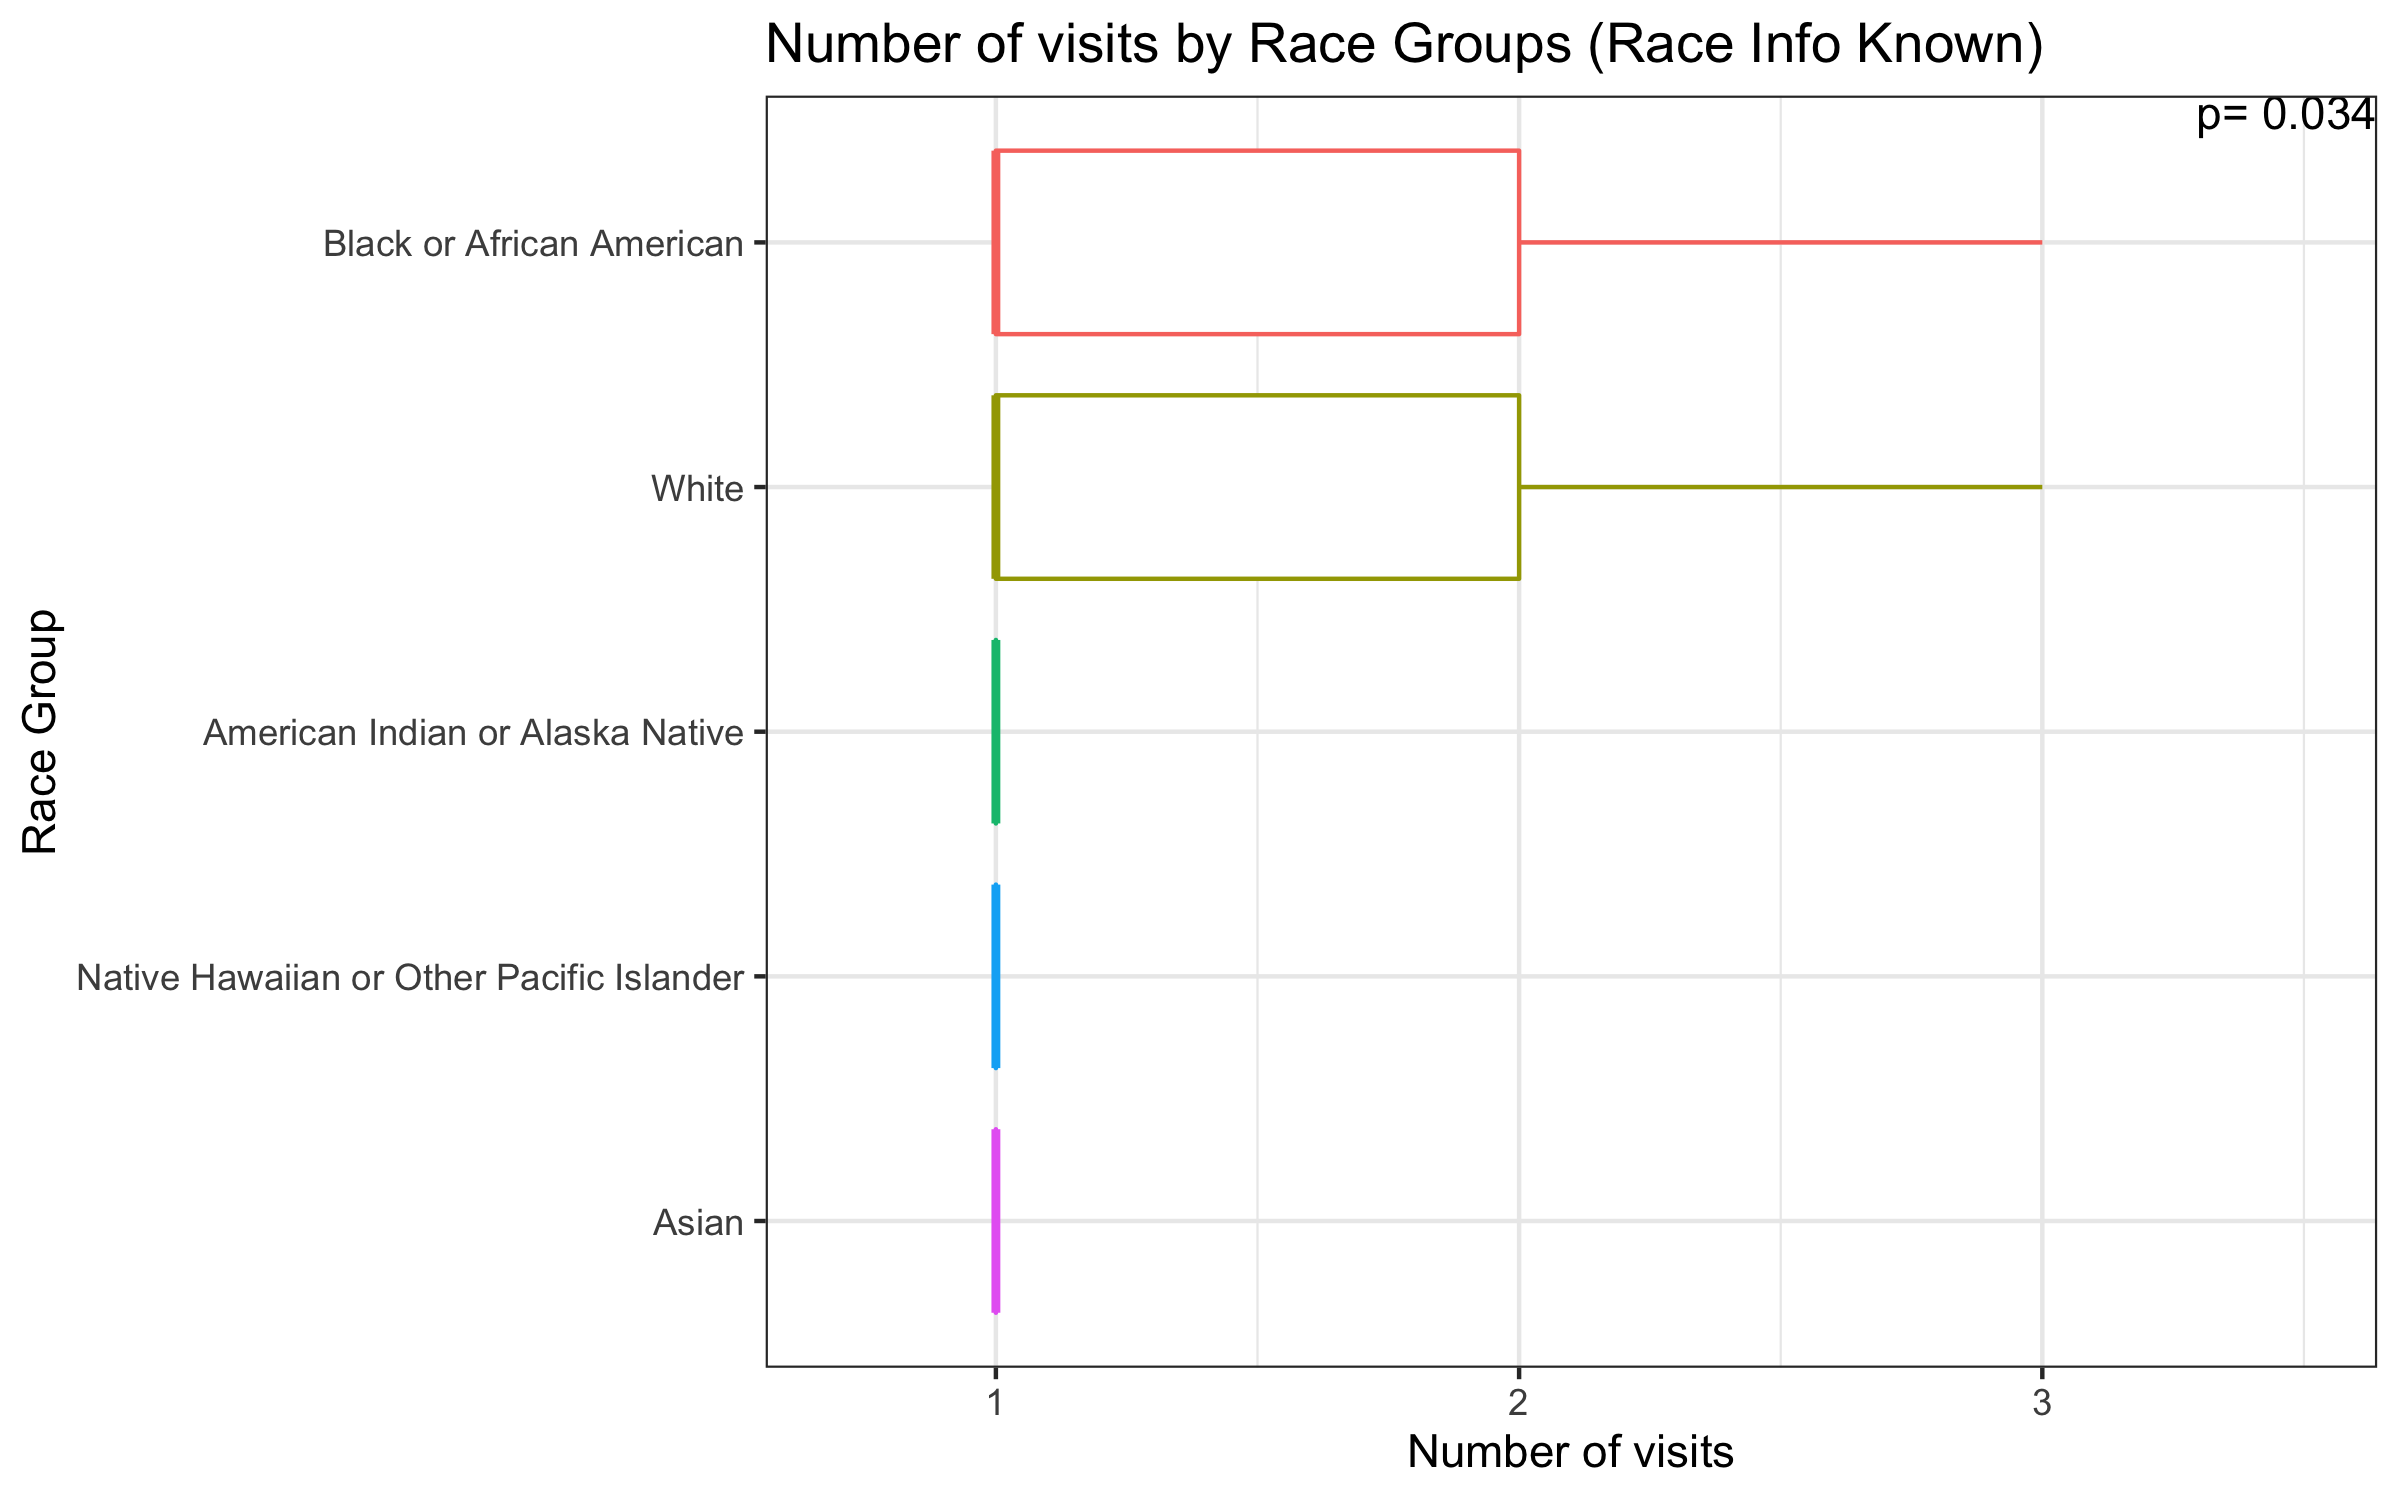 Number of visits by Race Groups (Race Info Known)
p= 0.034
Black or African American
White
American Indian or Alaska Native
Native Hawaiian or Other Pacific Islander
Asian
Race Group
1 2 3
Number of visits